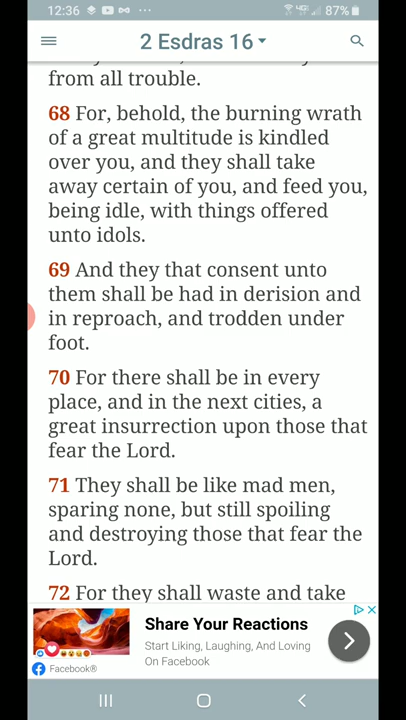 12:36
87%
2 Esdras 16
from all trouble.
68 For, behold, the burning wrath
of a great multitude is kindled
over you, and they shall take
away certain of you, and feed you,
being idle, with things offered
unto idols.
69 And they that consent unto
them shall be had in derision and
in reproach, and trodden under
foot.
70 For there shall be in every
place, and in the next cities, a
great insurrection upon those that
fear the Lord.
71 They shall be like mad men,
sparing none, but still spoiling
and destroying those that fear the
Lord.
72 For they shall waste and take
Share Your Reactions
Start Liking, Laughing, And Loving
On Facebook
Facebook®